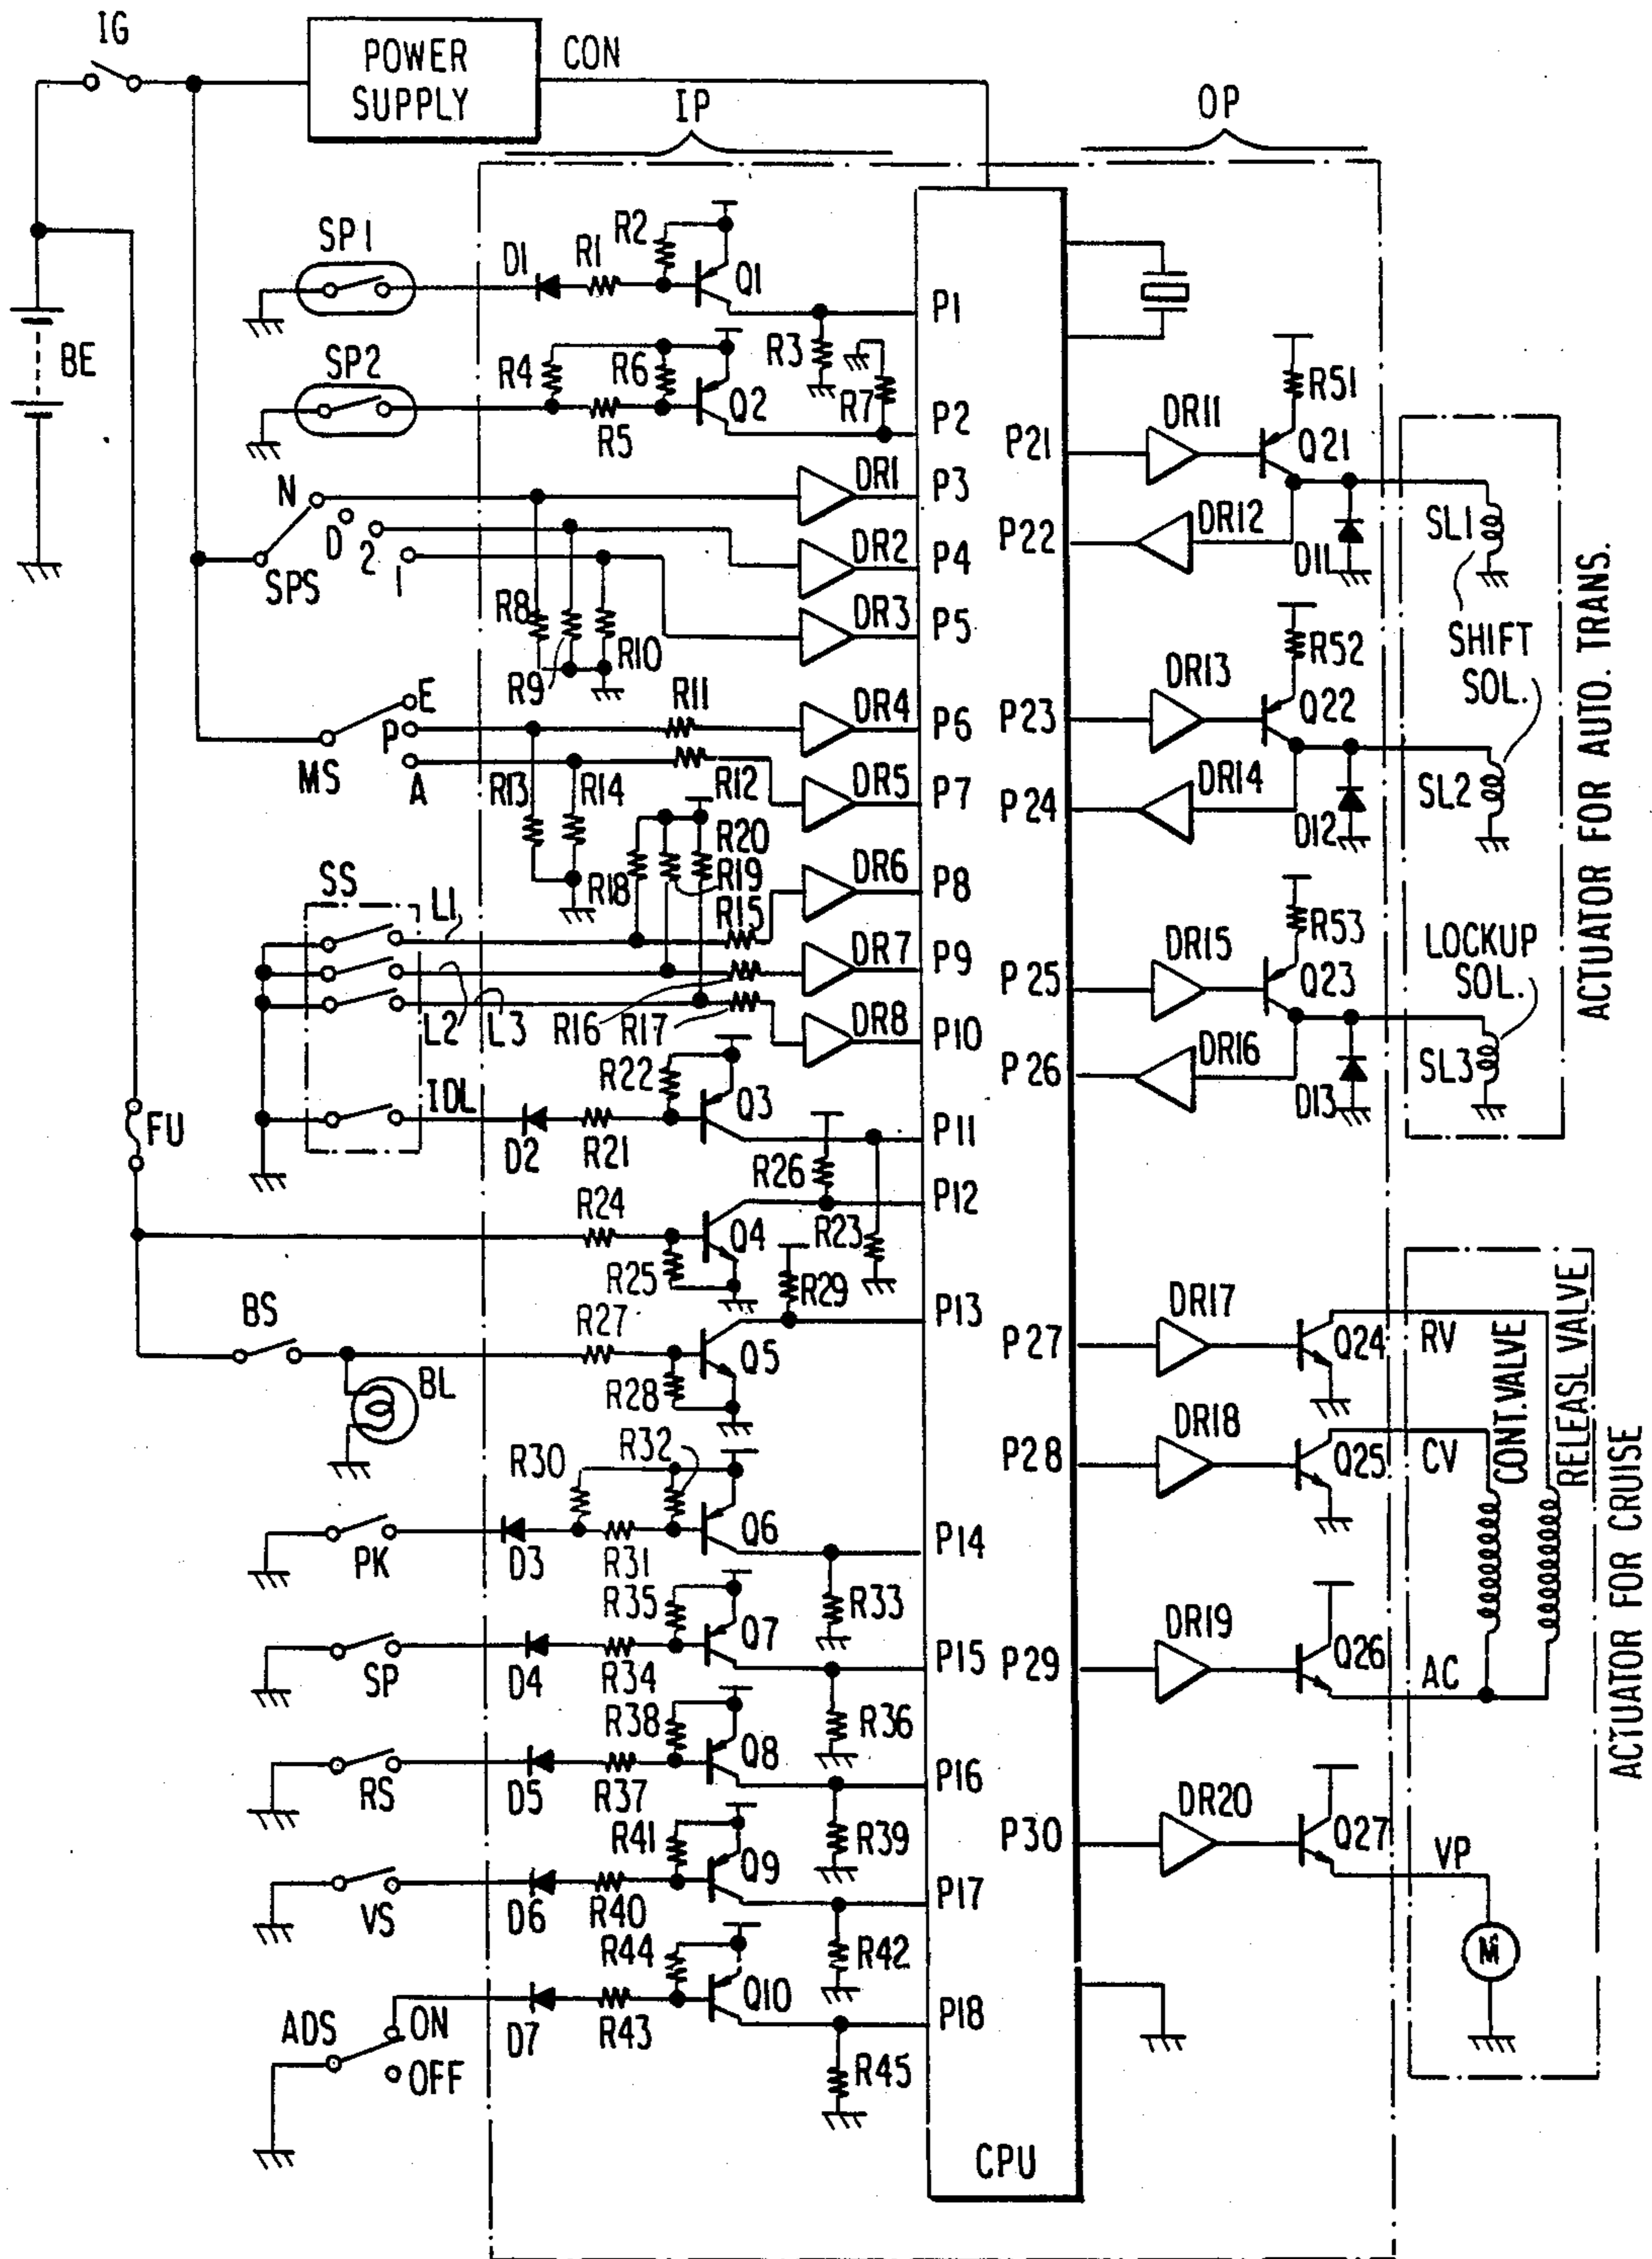 IG
POWER
SUPPLY
CON
IP
OP
BE
SP1
D1
R1
R2
Q1
P1
R3
SP2
R4
R6
R5
Q2
R7
P2
N
D
2
1
SPS
R8
R9
R10
DR1
P3
DR2
P4
DR3
P5
E
P
A
MS
R11
R12
R13
R14
DR4
P6
DR5
P7
R18
R20
R19
R15
DR6
P8
SS
L1
L2
L3
R16
R17
DR7
P9
DR8
P10
IDL
D2
R21
R22
Q3
P11
FU
R24
R25
Q4
R26
R23
P12
BS
BL
R27
R28
Q5
R29
P13
PK
D3
R30
R31
R32
Q6
R33
P14
SP
D4
R34
R35
Q7
R36
P15
RS
D5
R37
R38
Q8
R39
P16
VS
D6
R40
R41
Q9
R42
P17
ADS
ON
OFF
D7
R43
R44
Q10
R45
P18
CPU
P21
DR11
Q21
R51
P22
DR12
D11
SL1
SHIFT
SOL.
P23
DR13
Q22
R52
P24
DR14
D12
SL2
P25
DR15
Q23
R53
P26
DR16
D13
LOCKUP
SOL.
SL3
ACTUATOR FOR AUTO. TRANS.
P27
DR17
Q24
RV
P28
DR18
Q25
CV
CONT.VALVE
RELEASL VALVE
P29
DR19
Q26
AC
P30
DR20
Q27
VP
M
ACTUATOR FOR CRUISE